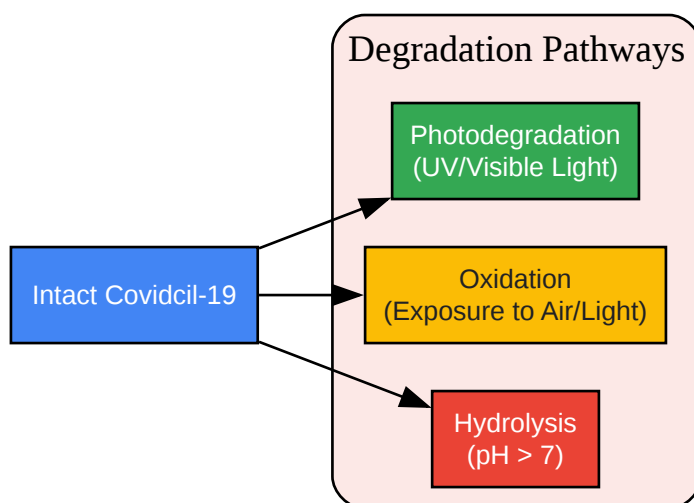 Degradation Pathways
Photodegradation
(UV/Visible Light)
Intact Covidcil-19
Oxidation
(Exposure to Air/Light)
Hydrolysis
(pH > 7)